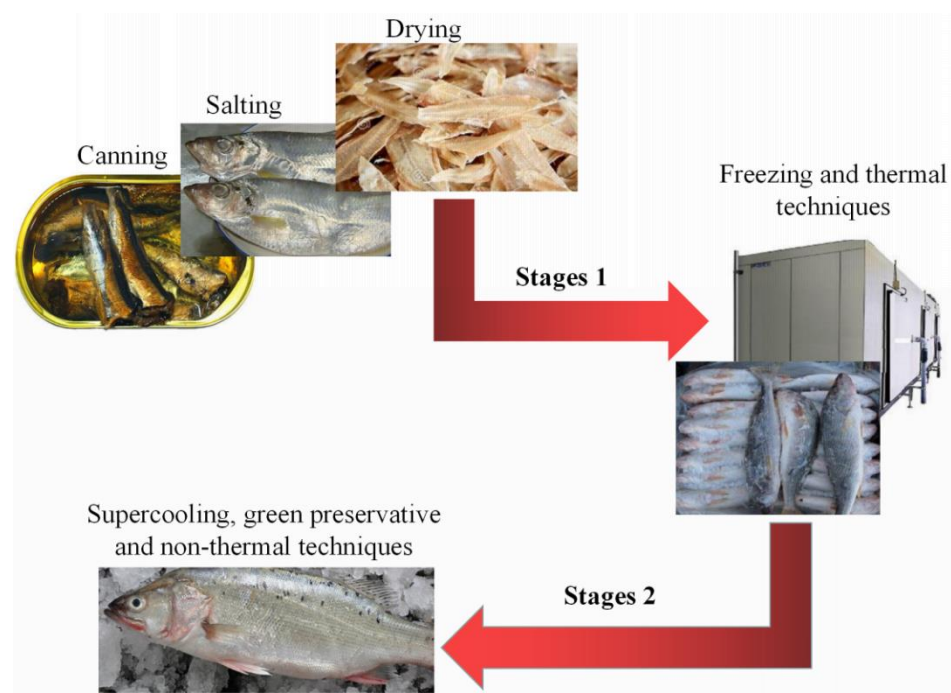 Drying
Salting
Canning
Freezing and thermal
techniques
Stages 1
Supercooling, green preservative
and non-thermal techniques
Stages 2